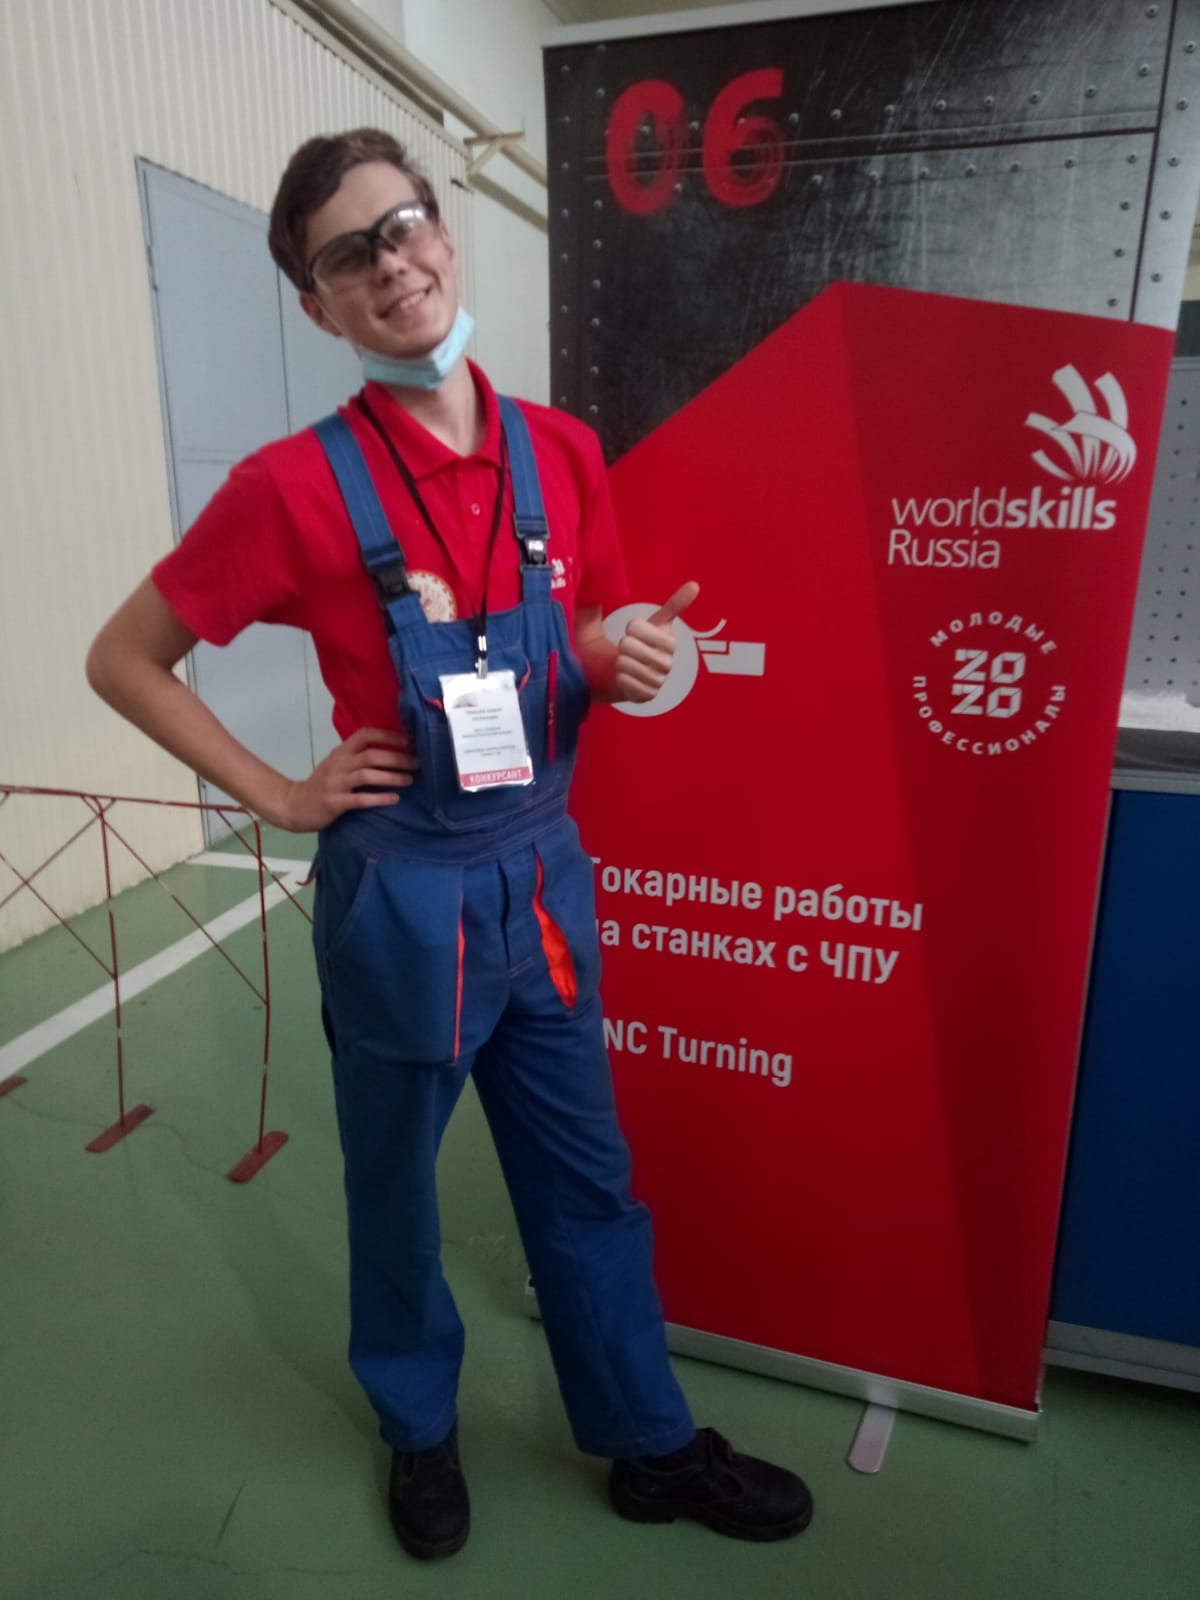 06
worldskills
Russia
МОЛОДЫЕ
2020
ПРОФЕССИОНАЛЫ
Токарные работы
на станках с ЧПУ
NC Turning
КОНКУРСАНТ